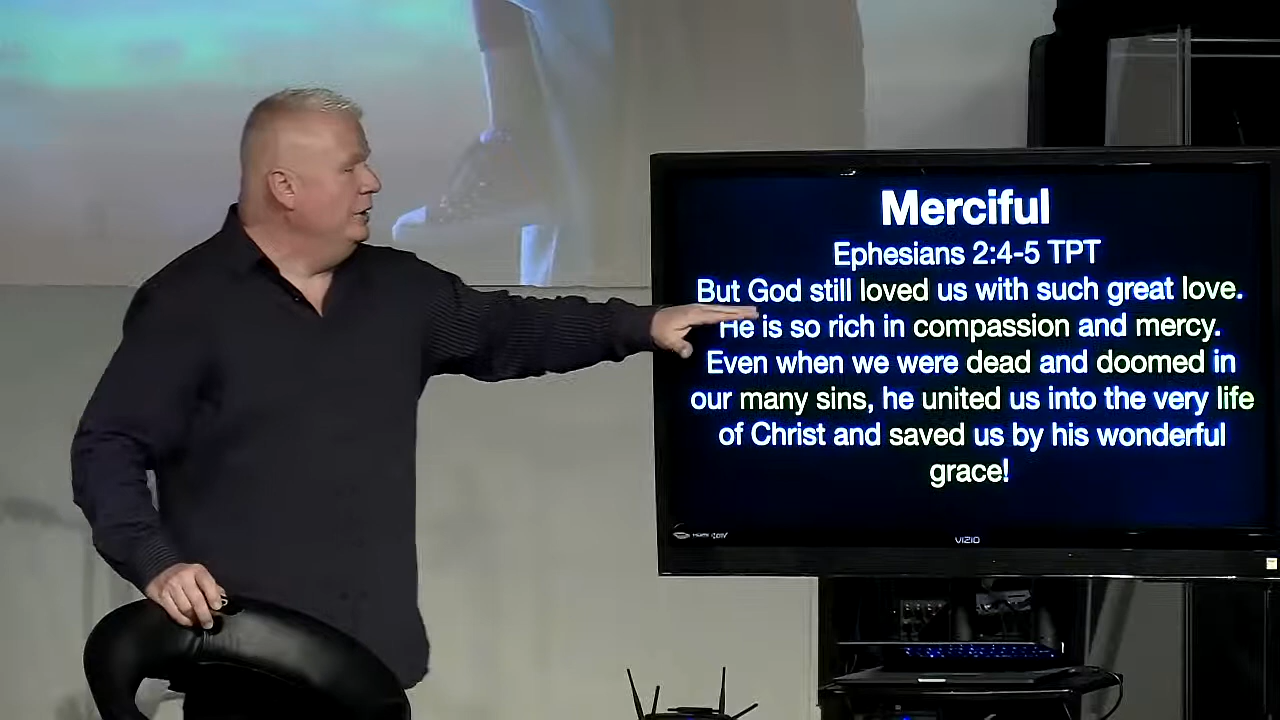 Merciful
Ephesians 2:4-5 TPT
But God still loved us with such great love.
He is so rich in compassion and mercy.
Even when we were dead and doomed in
our many sins, he united us into the very life
of Christ and saved us by his wonderful
grace!
VIZIO